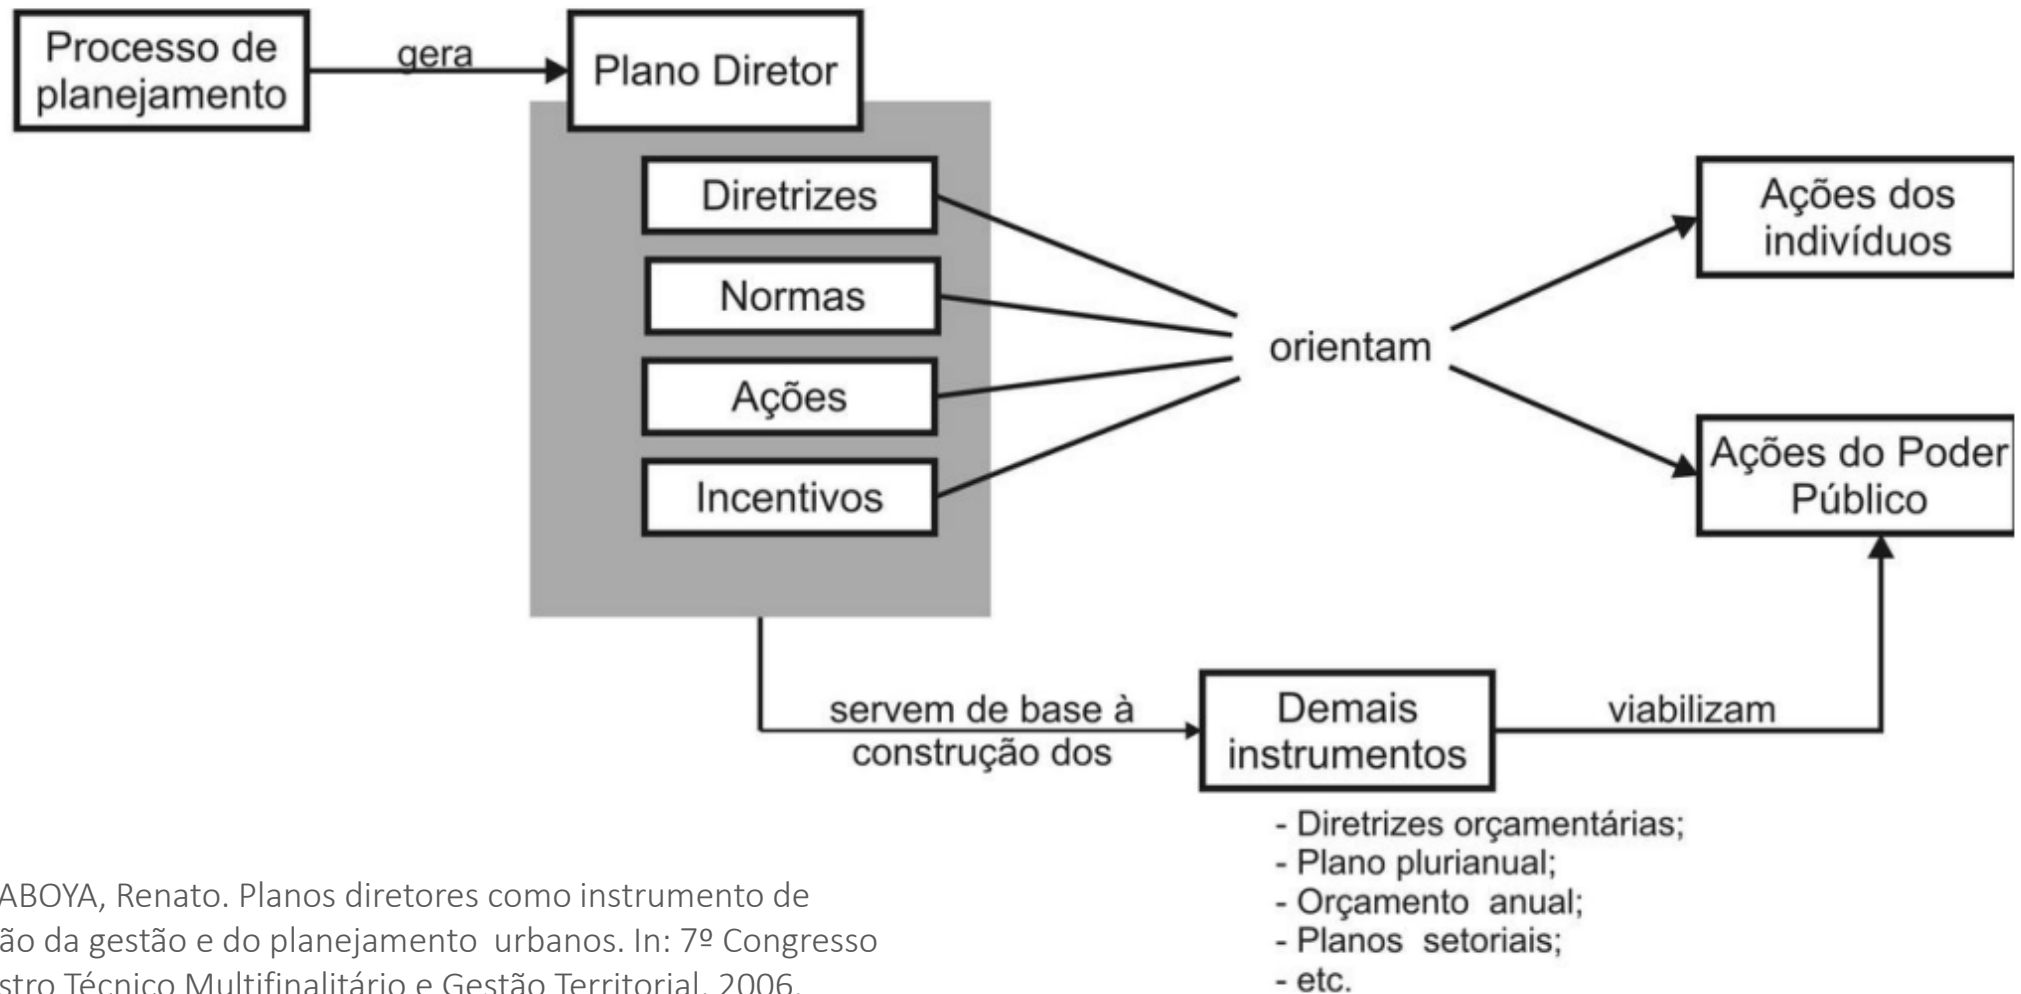 Processo de
planejamento
gera
Plano Diretor
Diretrizes
Normas
Ações
Incentivos
orientam
Ações dos
indivíduos
Ações do Poder
Público
servem de base à
construção dos
Demais
instrumentos
viabilizam
- Diretrizes orçamentárias;
- Plano plurianual;
- Orçamento anual;
- Planos setoriais;
- etc.
ABOYA, Renato. Planos diretores como instrumento de
ão da gestão e do planejamento urbanos. In: 7º Congresso
stro Técnico Multifinalitário e Gestão Territorial, 2006.